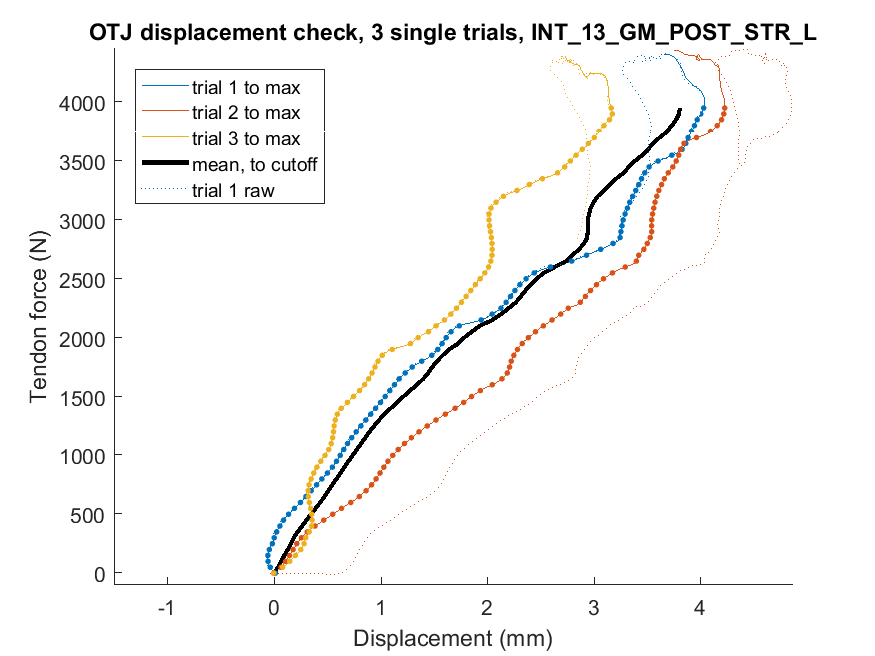 OTJ displacement check, 3 single trials, INT_13_GM_POST_STR_L
trial 1 to max
trial 2 to max
trial 3 to max
mean, to cutoff
trial 1 raw
4000
3500
3000
2500
2000
1500
1000
500
0
Tendon force (N)
-1 0 1 2 3 4
Displacement (mm)